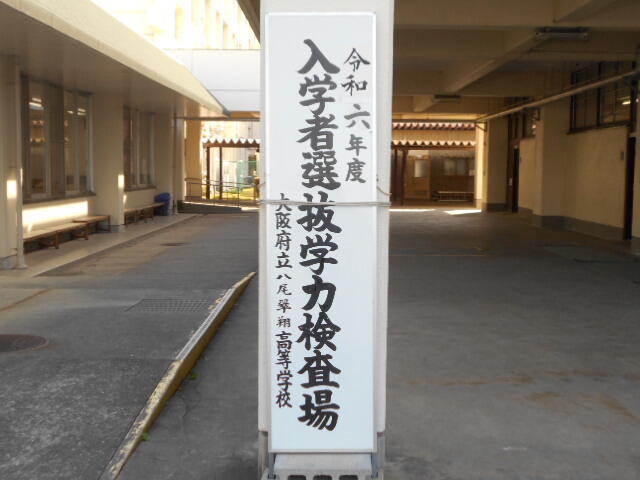 令和六年度
入学者選抜学力検査場
大阪府立八尾翠翔高等学校